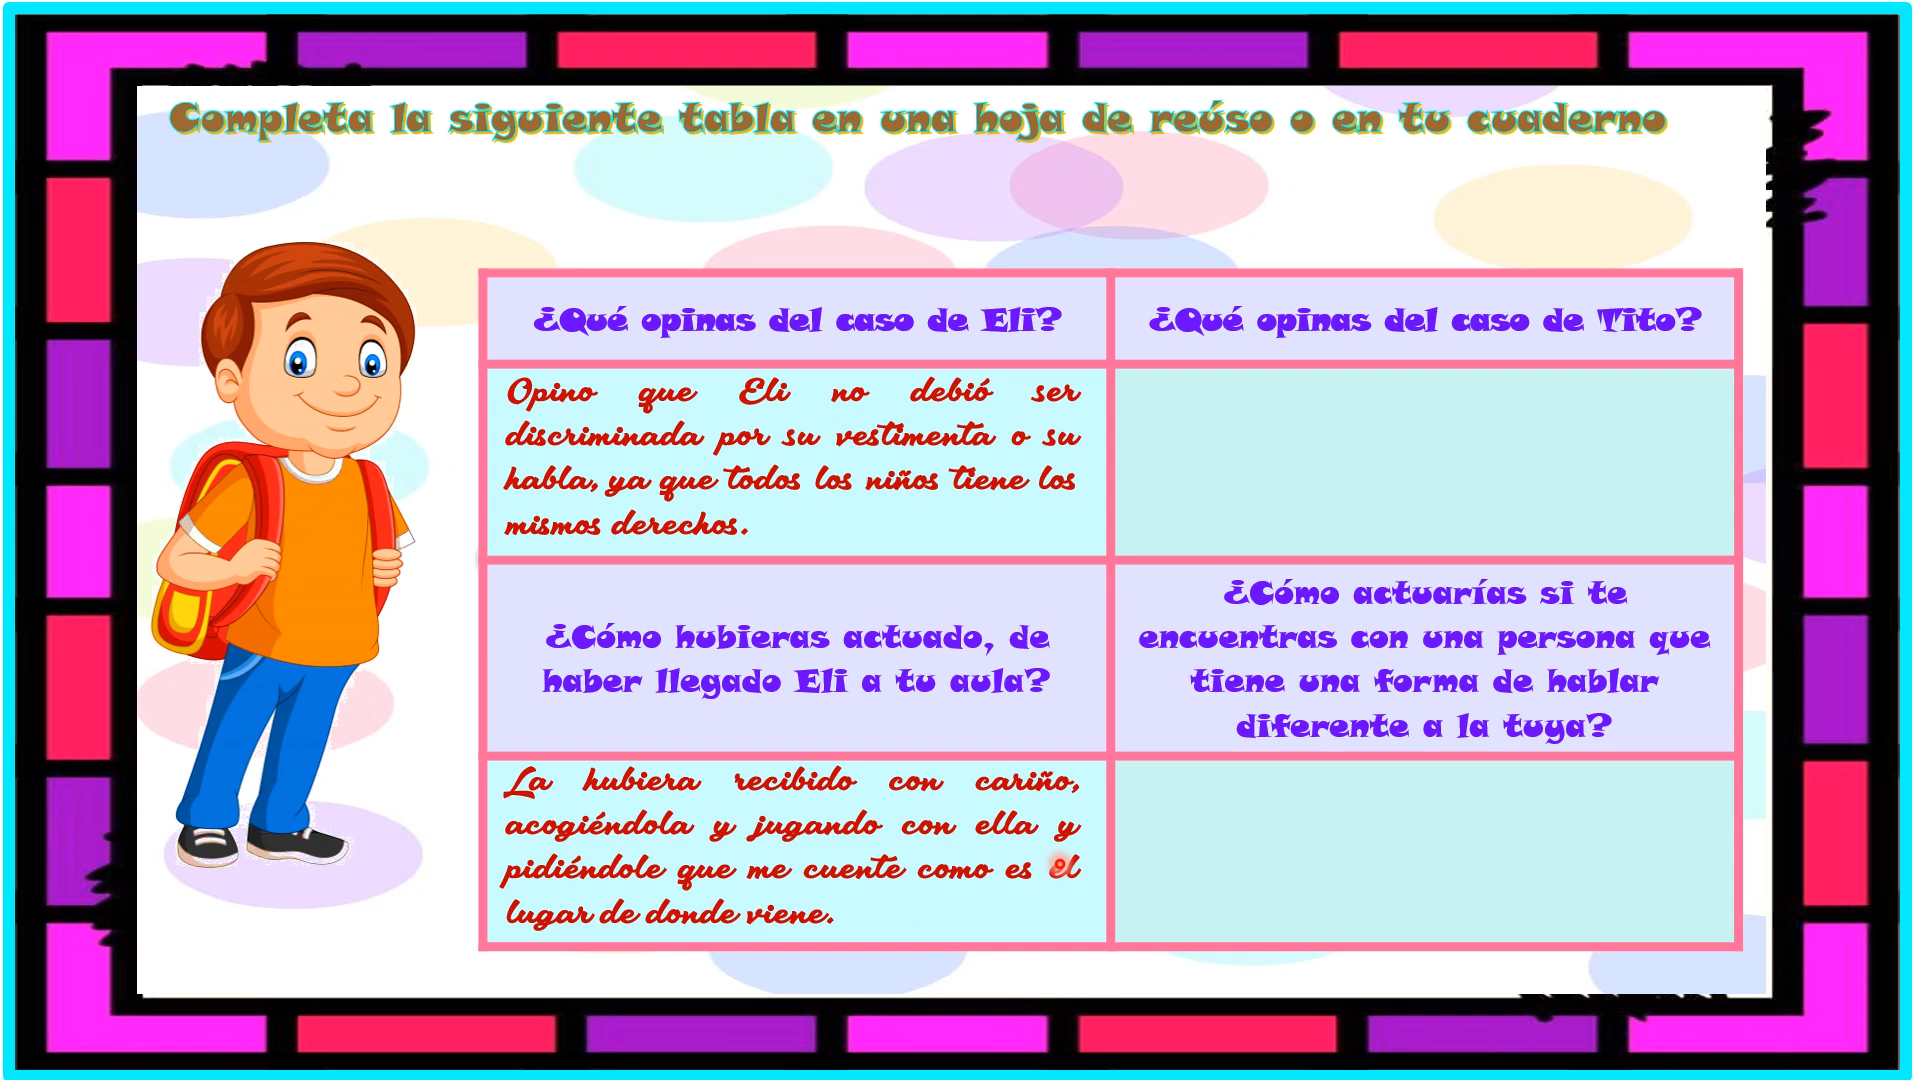 Completa la siguiente tabla en una hoja de reúso o en tu cuaderno
¿Qué opinas del caso de Eli?
¿Qué opinas del caso de Tito?
Opino que Eli no debió ser
discriminada por su vestimenta o su
habla, ya que todos los niños tiene los
mismos derechos.
¿Cómo hubieras actuado, de
haber llegado Eli a tu aula?
¿Cómo actuarías si te
encuentras con una persona que
tiene una forma de hablar
diferente a la tuya?
La hubiera recibido con cariño,
acogiéndola y jugando con ella y
pidiéndole que me cuente como es el
lugar de donde viene.